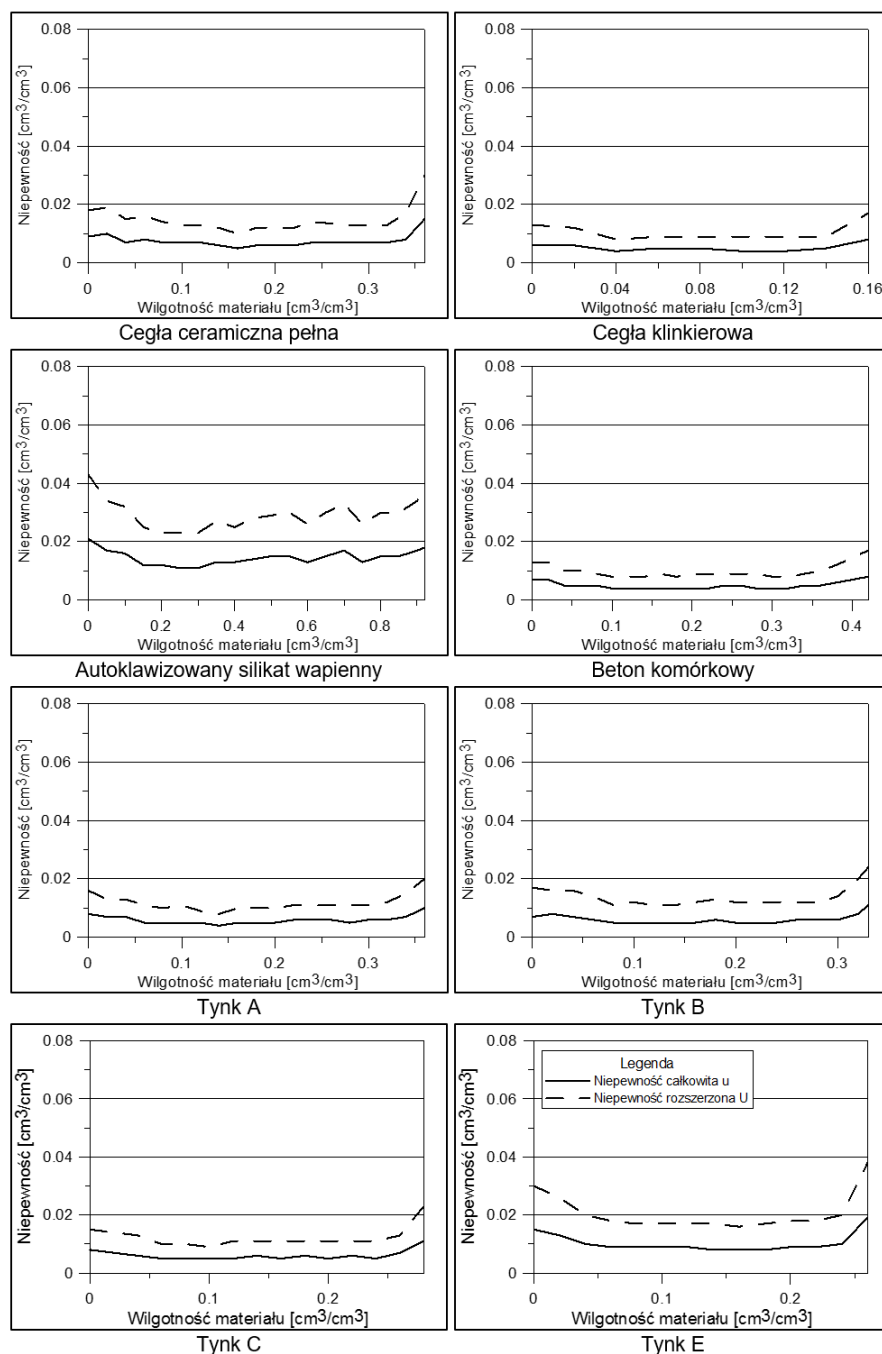 0.08
0.06
0.04
0.02
0
Niepewność [cm3/cm3]
0 0.1 0.2 0.3
Wilgotność materiału [cm3/cm3]
Cegła ceramiczna pełna
0.08
0.06
0.04
0.02
0
Niepewność [cm3/cm3]
0 0.04 0.08 0.12 0.16
Wilgotność materiału [cm3/cm3]
Cegła klinkierowa
0.08
0.06
0.04
0.02
0
Niepewność [cm3/cm3]
0 0.2 0.4 0.6 0.8
Wilgotność materiału [cm3/cm3]
Autoklawizowany silikat wapienny
0.08
0.06
0.04
0.02
0
Niepewność [cm3/cm3]
0 0.1 0.2 0.3 0.4
Wilgotność materiału [cm3/cm3]
Beton komórkowy
0.08
0.06
0.04
0.02
0
Niepewność [cm3/cm3]
0 0.1 0.2 0.3
Wilgotność materiału [cm3/cm3]
Tynk A
0.08
0.06
0.04
0.02
0
Niepewność [cm3/cm3]
0 0.1 0.2 0.3
Wilgotność materiału [cm3/cm3]
Tynk B
0.08
0.06
0.04
0.02
0
Niepewność [cm3/cm3]
0 0.1 0.2
Wilgotność materiału [cm3/cm3]
Tynk C
0.08
0.06
0.04
0.02
0
Niepewność [cm3/cm3]
Legenda
Niepewność całkowita u
Niepewność rozszerzona U
0 0.1 0.2
Wilgotność materiału [cm3/cm3]
Tynk E